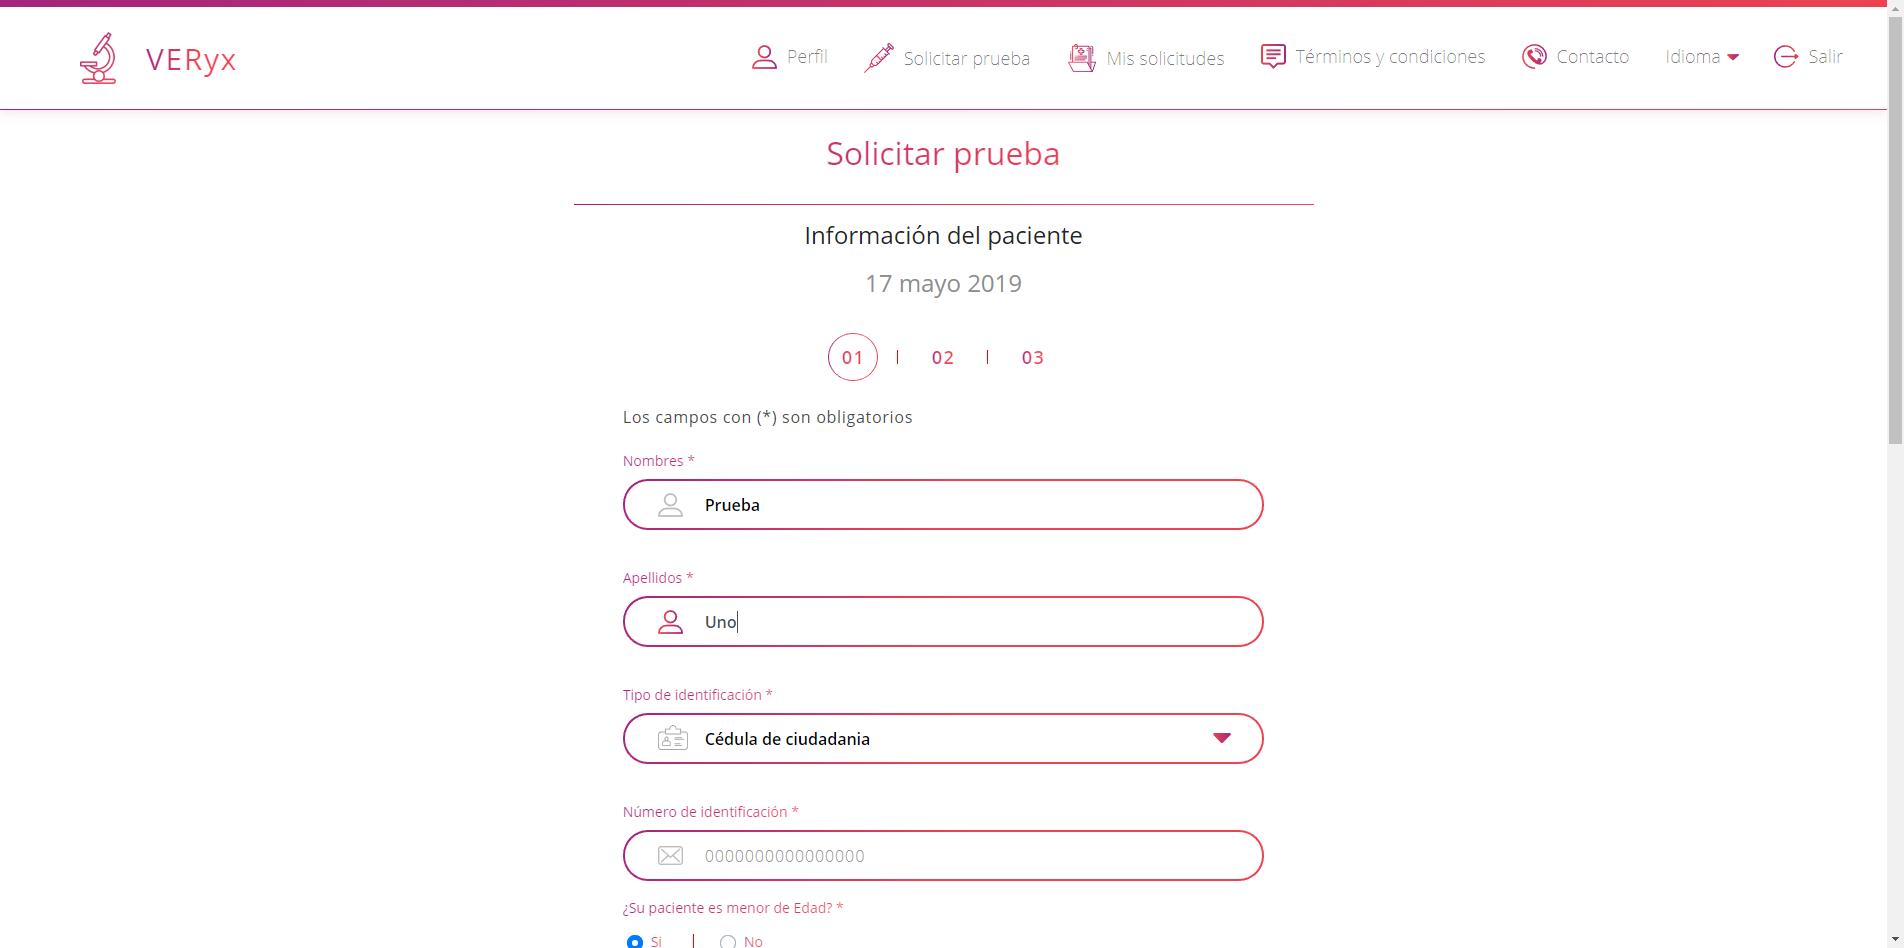 VERyx
Perfil
Solicitar prueba
Mis solicitudes
Términos y condiciones
Contacto
Idioma
Salir
Solicitar prueba
Información del paciente
17 mayo 2019
01 | 02 | 03
Los campos con (*) son obligatorios
Nombres *
Prueba
Apellidos *
Uno
Tipo de identificación *
Cédula de ciudadania
Número de identificación *
0000000000000000
¿Su paciente es menor de Edad? *
Si | No